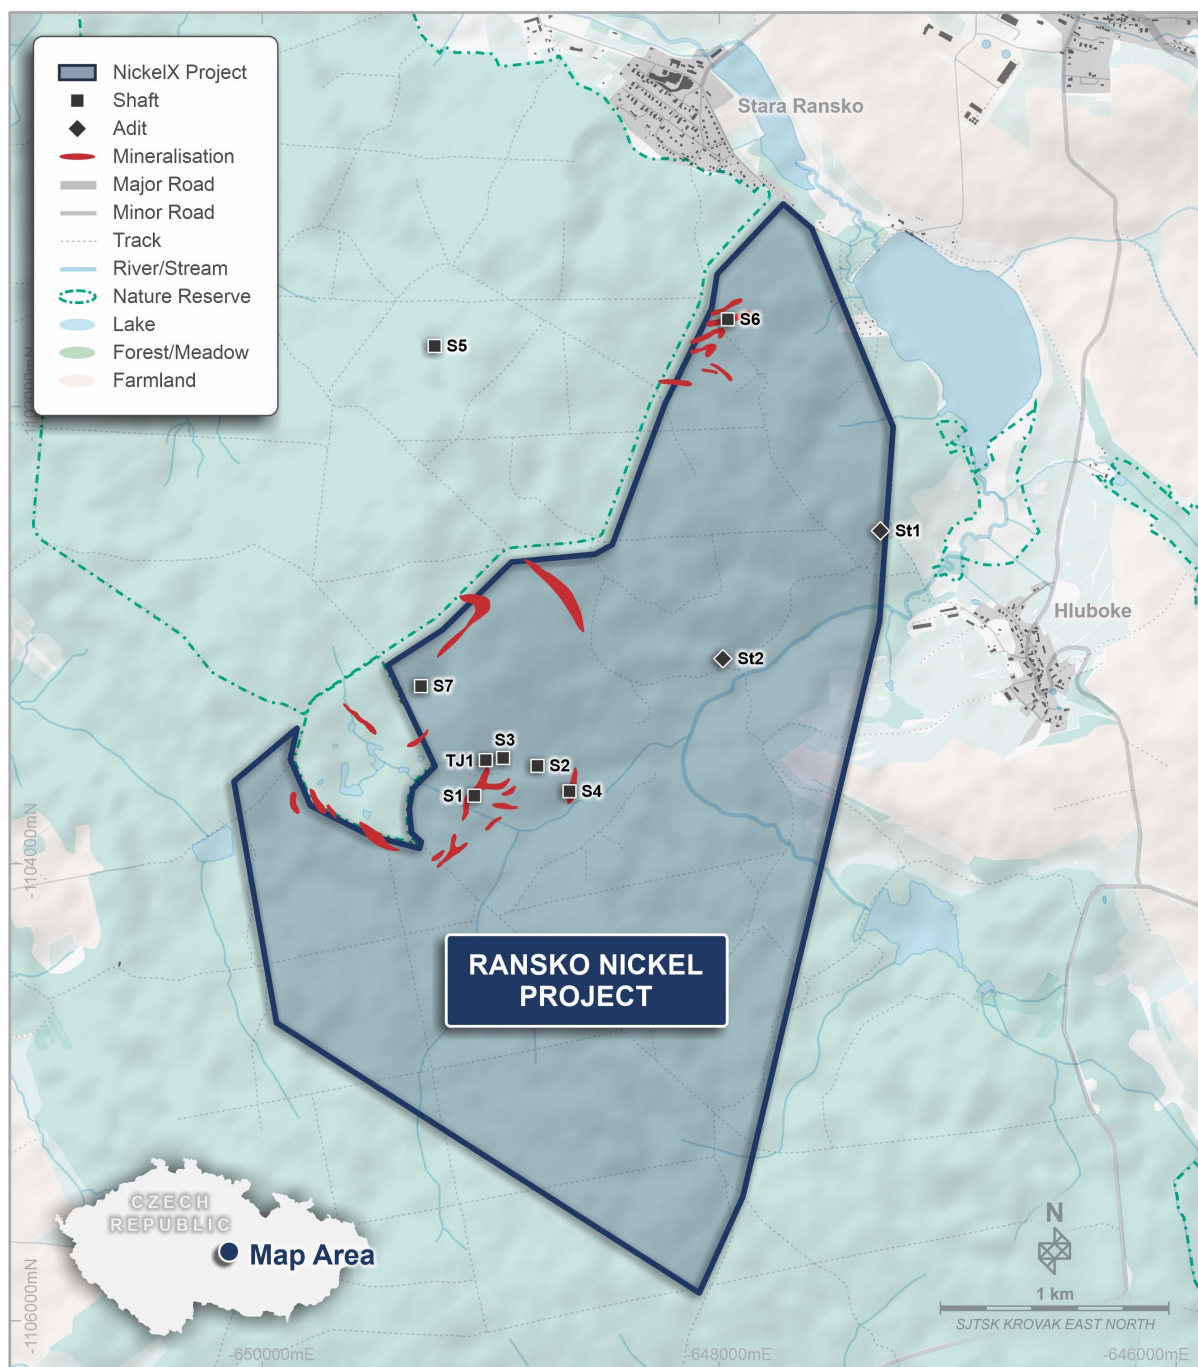 NickelX Project
Shaft
Adit
Mineralisation
Major Road
Minor Road
Track
River/Stream
Nature Reserve
Lake
Forest/Meadow
Farmland
Stara Ransko
S6
S5
St1
Hluboke
St2
S7
S3
TJ1
S2
S1
S4
-1104000mN
RANSKO NICKEL
PROJECT
CZECH
REPUBLIC
Map Area
N
1 km
SJTSK KROVAK EAST NORTH
-1106000mN
-650000mE
-648000mE
-646000mE